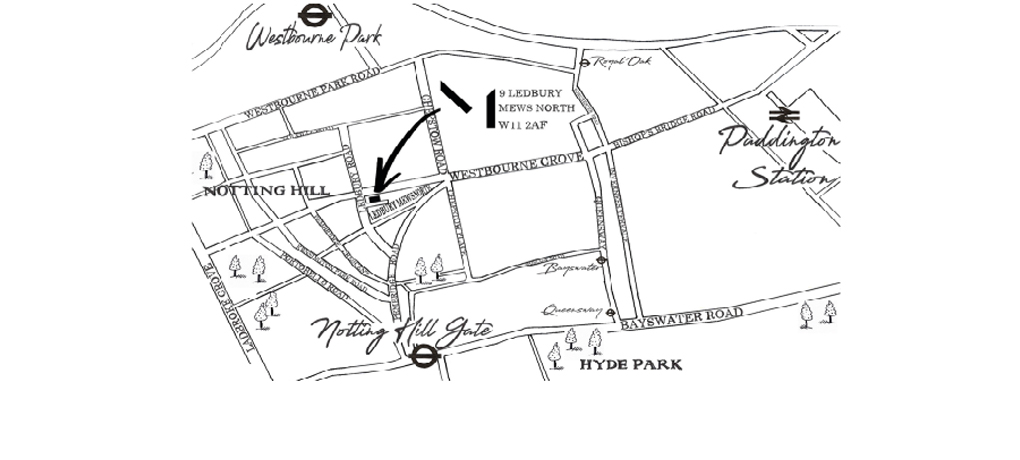 Westbourne Park
Royal Oak
WESTBOURNE PARK ROAD
9 LEDBURY
MEWS NORTH
W11 2AF
BISHOP'S BRIDGE ROAD
Paddington
Station
WESTBOURNE GROVE
NOTTING HILL
LEDBURY MEWS NORTH
PORTOBELLO ROAD
LADBROKE GROVE
Bayswater
Queensway
BAYSWATER ROAD
Notting Hill Gate
HYDE PARK